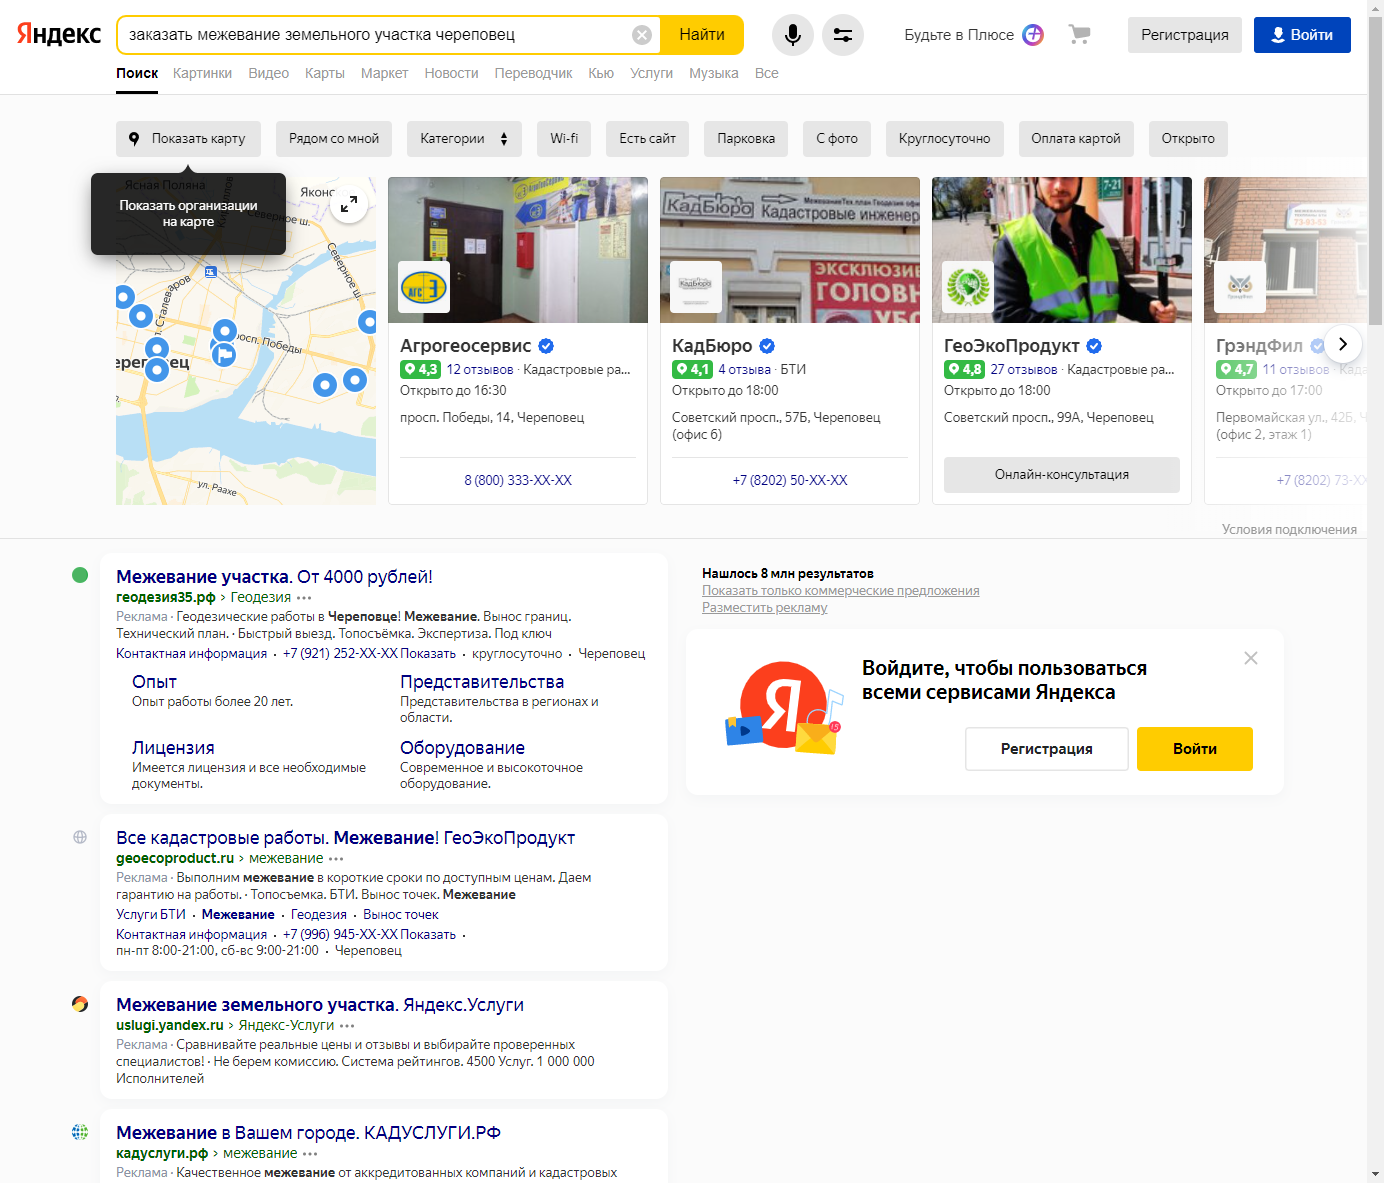 Яндекс
заказать межевание земельного участка череповец
Найти
Будьте в Плюсе
Регистрация
Войти
Поиск Картинки Видео Карты Маркет Новости Переводчик Кью Услуги Музыка Все
Показать карту
Рядом со мной
Категории
Wi-fi
Есть сайт
Парковка
С фото
Круглосуточно
Оплата картой
Открыто
Ясная Поляна
Показать организации
на карте
Северное ш.
Северное ш.
Сталеваров
просп. Победы
ул. Раахе
АГС
КадБюро
Кадастровые инженеры
ЭКСКЛЮЗИВ
ГОЛОВН
7-21
КадБюро
ГрэндФил
Агрогеосервис
4,3 12 отзывов · Кадастровые ра...
Открыто до 16:30
просп. Победы, 14, Череповец
8 (800) 333-XX-XX
КадБюро
4,1 4 отзыва · БТИ
Открыто до 18:00
Советский просп., 57Б, Череповец
(офис 6)
+7 (8202) 50-XX-XX
ГеоЭкоПродукт
4,8 27 отзывов · Кадастровые ра...
Открыто до 18:00
Советский просп., 99А, Череповец
Онлайн-консультация
ГрэндФил
4,7 11 отзывов · Када
Открыто до 17:00
Первомайская ул., 42Б, Ч
(офис 2, этаж 1)
+7 (8202) 73-XX
Условия подключения
Межевание участка. От 4000 рублей!
геодезия35.рф › Геодезия
Реклама · Геодезические работы в Череповце! Межевание. Вынос границ.
Технический план. · Быстрый выезд. Топосъёмка. Экспертиза. Под ключ
Контактная информация · +7 (921) 252-XX-XX Показать · круглосуточно · Череповец
Опыт
Опыт работы более 20 лет.
Представительства
Представительства в регионах и
области.
Лицензия
Имеется лицензия и все необходимые
документы.
Оборудование
Современное и высокоточное
оборудование.
Все кадастровые работы. Межевание! ГеоЭкоПродукт
geoecoproduct.ru › межевание
Реклама · Выполним межевание в короткие сроки по доступным ценам. Даем
гарантию на работы. · Топосъемка. БТИ. Вынос точек. Межевание
Услуги БТИ · Межевание · Геодезия · Вынос точек
Контактная информация · +7 (996) 945-XX-XX Показать ·
пн-пт 8:00-21:00, сб-вс 9:00-21:00 · Череповец
Межевание земельного участка. Яндекс.Услуги
uslugi.yandex.ru › Яндекс-Услуги
Реклама · Сравнивайте реальные цены и отзывы и выбирайте проверенных
специалистов! · Не берем комиссию. Система рейтингов. 4500 Услуг. 1 000 000
Исполнителей
Межевание в Вашем городе. КАДУСЛУГИ.РФ
кадуслуги.рф › межевание
Реклама · Качественное межевание от аккредитованных компаний и кадастровых
Нашлось 8 млн результатов
Показать только коммерческие предложения
Разместить рекламу
Я
15
Войдите, чтобы пользоваться
всеми сервисами Яндекса
Регистрация
Войти